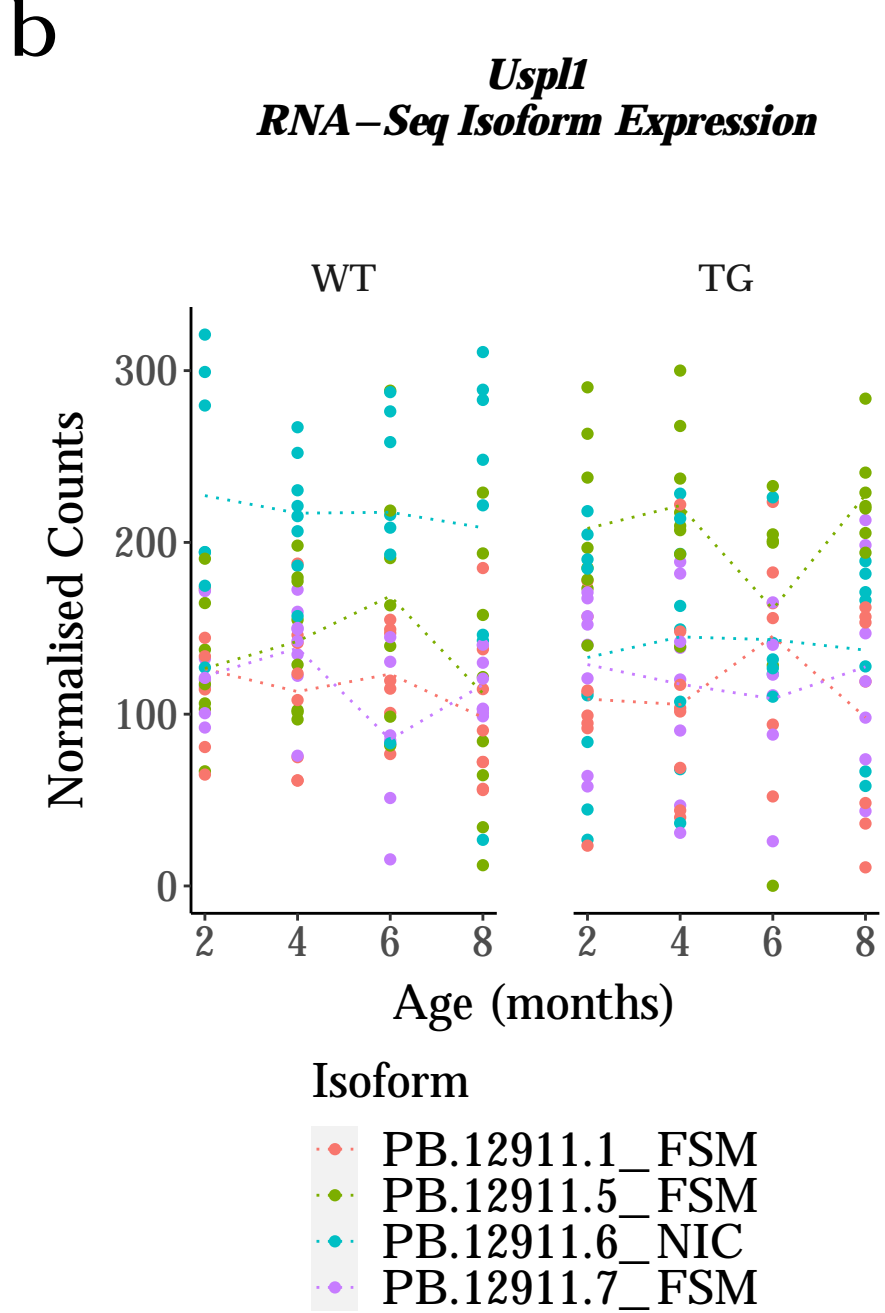 b
Uspl1
RNA–Seq Isoform Expression
WT TG
Normalised Counts
300
200
100
0
2 4 6 8 2 4 6 8
Age (months)
Isoform
PB.12911.1_FSM
PB.12911.5_FSM
PB.12911.6_NIC
PB.12911.7_FSM